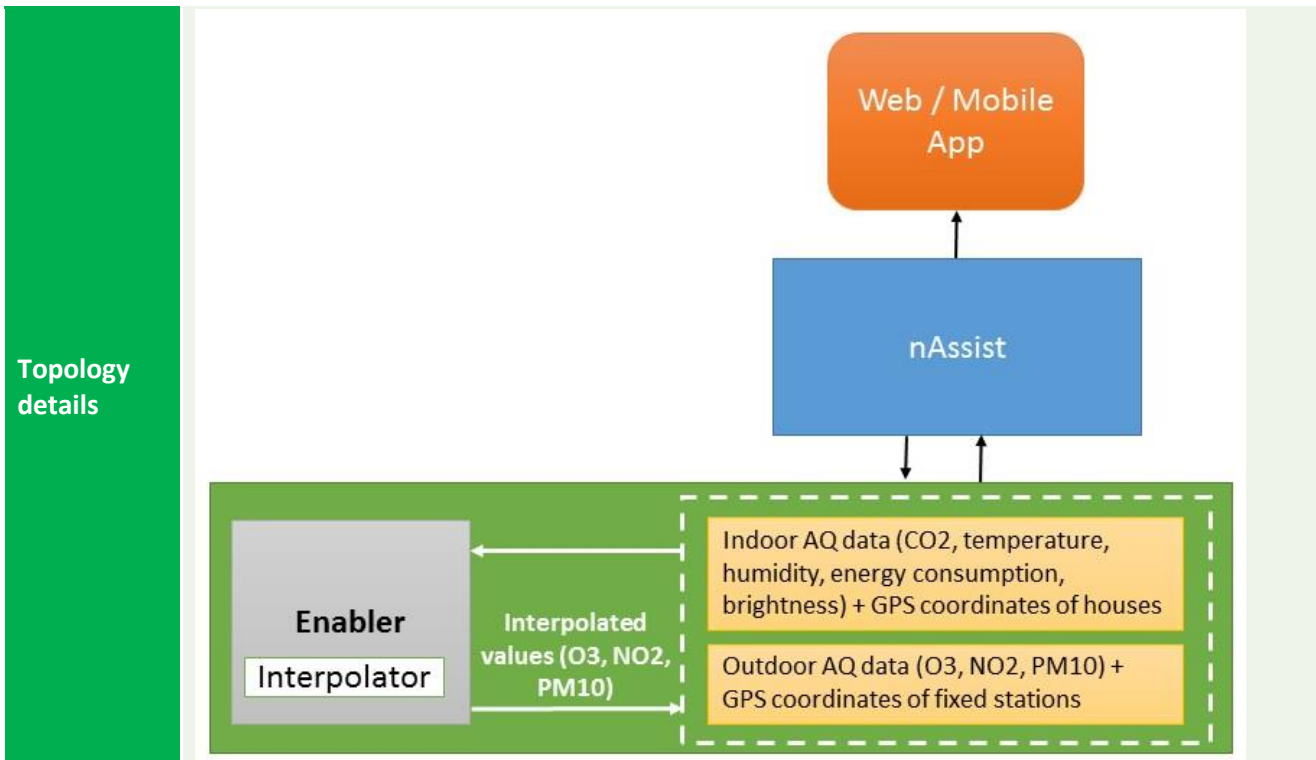 Topology
details
Web / Mobile
App
nAssist
Enabler
Interpolator
Interpolated
values (O3, NO2,
PM10)
Indoor AQ data (CO2, temperature,
humidity, energy consumption,
brightness) + GPS coordinates of houses
Outdoor AQ data (O3, NO2, PM10) +
GPS coordinates of fixed stations